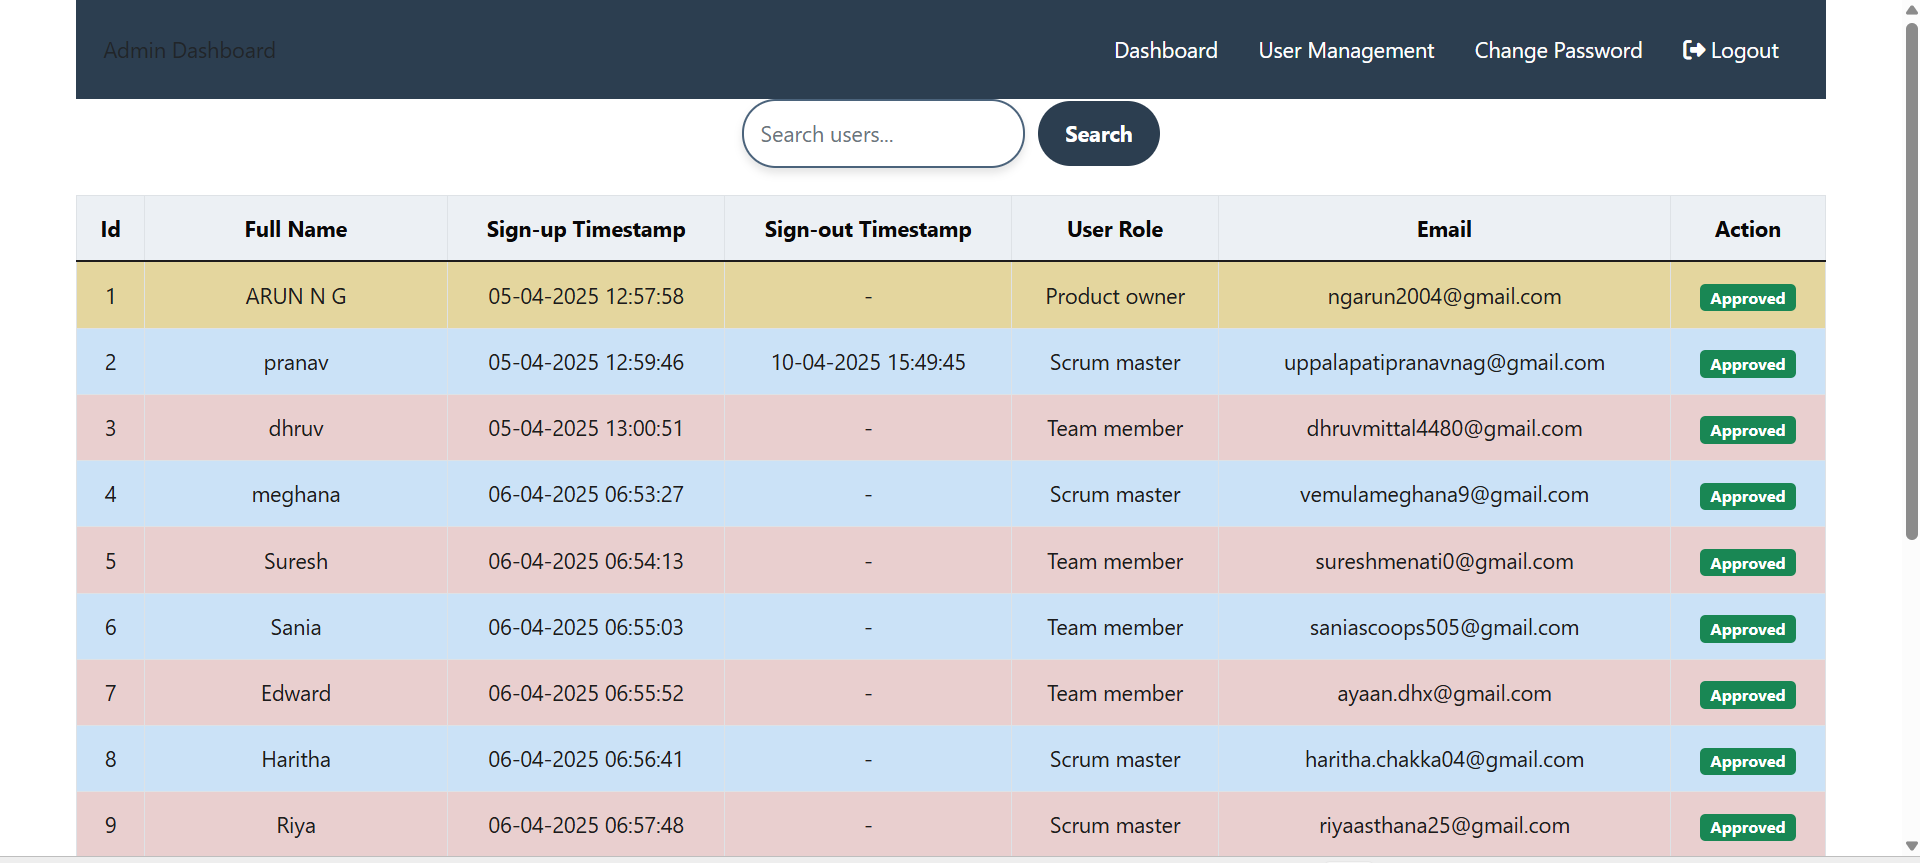 Admin Dashboard Dashboard User Management Change Password Logout
Search users... Search
Id Full Name Sign-up Timestamp Sign-out Timestamp User Role Email Action
1 ARUN N G 05-04-2025 12:57:58 - Product owner ngarun2004@gmail.com Approved
2 pranav 05-04-2025 12:59:46 10-04-2025 15:49:45 Scrum master uppalapatipranavnag@gmail.com Approved
3 dhruv 05-04-2025 13:00:51 - Team member dhruvmittal4480@gmail.com Approved
4 meghana 06-04-2025 06:53:27 - Scrum master vemulameghana9@gmail.com Approved
5 Suresh 06-04-2025 06:54:13 - Team member sureshmenati0@gmail.com Approved
6 Sania 06-04-2025 06:55:03 - Team member saniascoops505@gmail.com Approved
7 Edward 06-04-2025 06:55:52 - Team member ayaan.dhx@gmail.com Approved
8 Haritha 06-04-2025 06:56:41 - Scrum master haritha.chakka04@gmail.com Approved
9 Riya 06-04-2025 06:57:48 - Scrum master riyaasthana25@gmail.com Approved